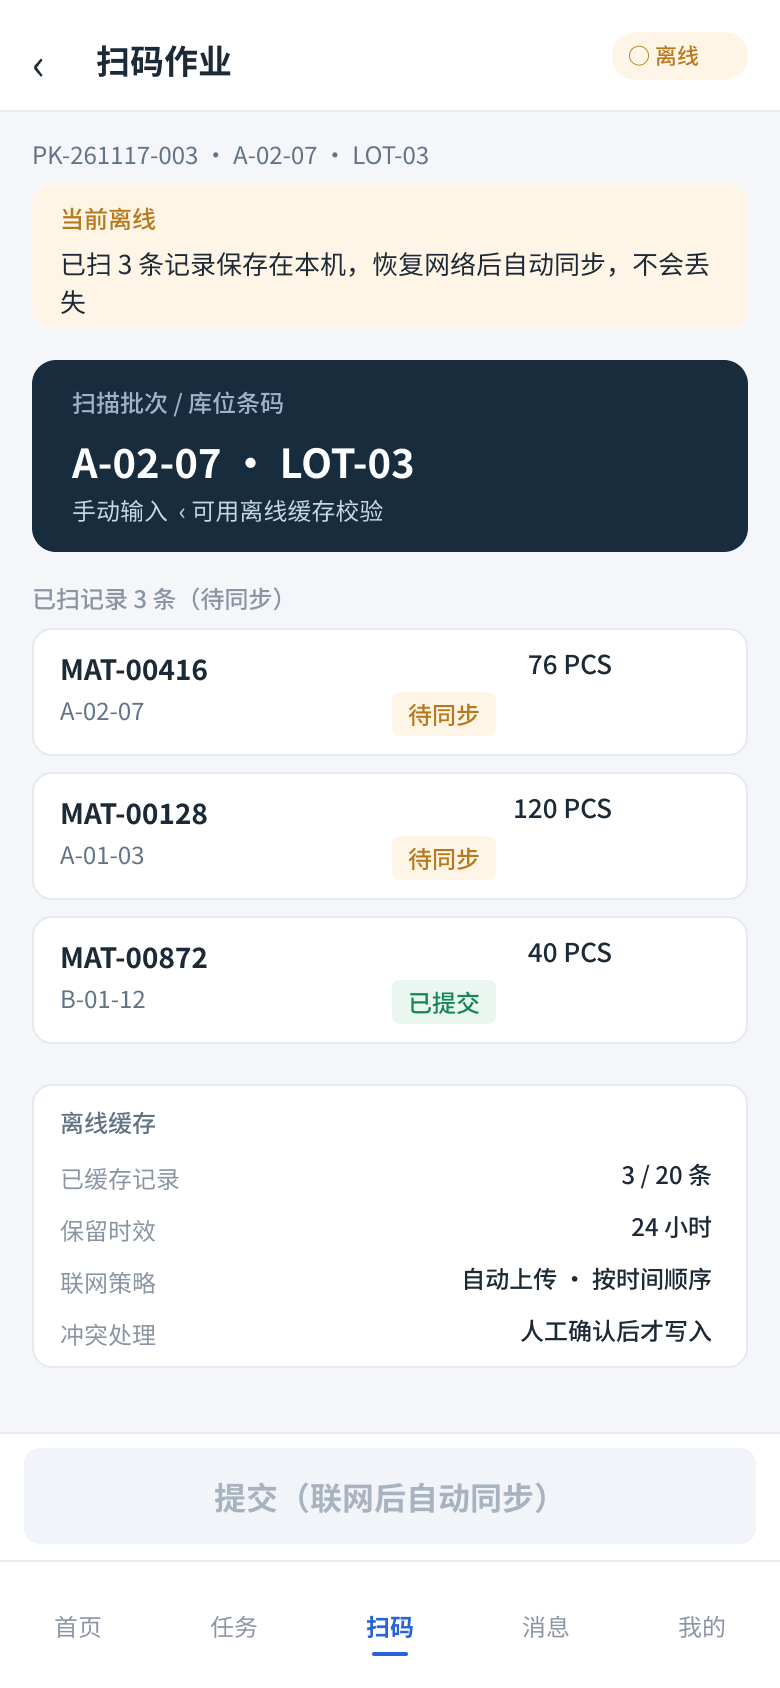 ‹ 扫码作业
〇 离线
PK-261117-003 • A-02-07 • LOT-03
当前离线
已扫 3 条记录保存在本机，恢复网络后自动同步，不会丢
失
扫描批次 / 库位条码
A-02-07 • LOT-03
手动输入 ‹ 可用离线缓存校验
已扫记录 3 条（待同步）
MAT-00416
76 PCS
A-02-07
待同步
MAT-00128
120 PCS
A-01-03
待同步
MAT-00872
40 PCS
B-01-12
已提交
离线缓存
已缓存记录 3 / 20 条
保留时效 24 小时
联网策略 自动上传 • 按时间顺序
冲突处理 人工确认后才写入
提交（联网后自动同步）
首页 任务 扫码 消息 我的